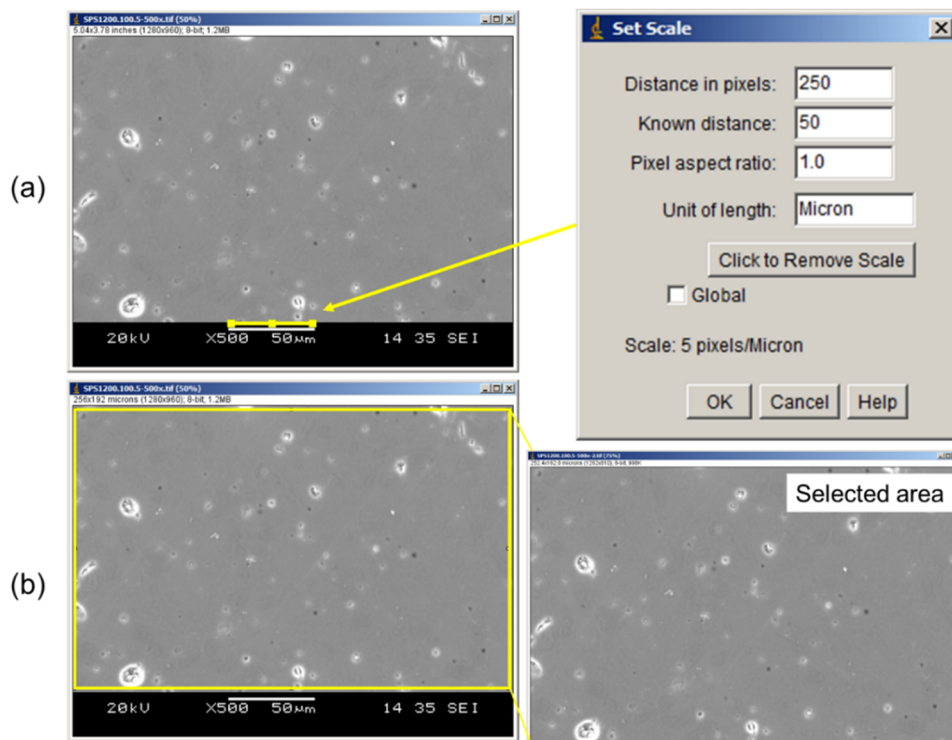 SPS1200.100.5-500x.tif (50%)
5.04x3.78 inches (1280x960); 8-bit; 1.2MB
(a)
20kV X500 50μm 14 35 SEI
Set Scale
Distance in pixels: 250
Known distance: 50
Pixel aspect ratio: 1.0
Unit of length: Micron
Click to Remove Scale
Global
Scale: 5 pixels/Micron
OK Cancel Help
SPS1200.100.5-500x.tif (50%)
256x192 microns (1280x960); 8-bit; 1.2MB
(b)
20kV X500 50μm 14 35 SEI
Selected area